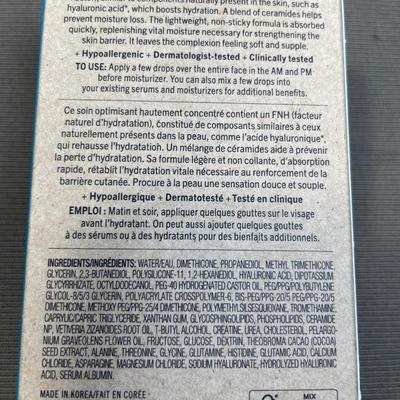 to components naturally present in the skin, such as
hyaluronic acid*, which boosts hydration. A blend of ceramides helps
prevent moisture loss. The lightweight, non-sticky formula is absorbed
quickly, replenishing vital moisture necessary for strengthening the
skin barrier. It leaves the complexion feeling soft and supple.
+ Hypoallergenic + Dermatologist-tested + Clinically tested
TO USE: Apply a few drops over the entire face in the AM and PM
before moisturizer. You can also mix a few drops into
your existing serums and moisturizers for additional benefits.
Ce soin optimisant hautement concentré contient un FNH (facteur
naturel d'hydratation), constitué de composants similaires à ceux
naturellement présents dans la peau, comme l'acide hyaluronique*,
qui rehausse l'hydratation. Un mélange de céramides aide à prévenir
la perte d'hydratation. Sa formule légère et non collante, d'absorption
rapide, rétablit l'hydratation vitale nécessaire au renforcement de la
barrière cutanée. Procure à la peau une sensation douce et souple.
+ Hypallergique + Dermatotesté + Testé en clinique
EMPLOI : Matin et soir, appliquer quelques gouttes sur le visage
avant l'hydratant. On peut aussi ajouter quelques gouttes
à des sérums ou à des hydratants pour des bienfaits additionnels.
INGREDIENTS/INGRÉDIENTS: WATER/EAU, DIMETHICONE, PROPANEDIOL, METHYL TRIMETHICONE,
GLYCERIN, 2,3-BUTANEDIOL, POLYSILICONE-11, 1,2-HEXANEDIOL, HYALURONIC ACID, DIPOTASSIUM
GLYCYRRHIZATE, OCTYLDODECANOL, PEG-40 HYDROGENATED CASTOR OIL, PEG/PPG/POLYBUTYLENE
GLYCOL-8/5/3 GLYCERIN, POLYACRYLATE CROSSPOLYMER-6, BIS-PEG/PPG-20/5 PEG/PPG-20/5
DIMETHICONE, METHOXY PEG/PPG-25/4 DIMETHICONE, POLYMETHYLSILSESQUIOXANE, TROMETHAMINE,
CAPRYLIC/CAPRIC TRIGLYCERIDE, XANTHAN GUM, GLYCOSPHINGOLIPIDS, PHOSPHOLIPIDS, CERAMIDE
NP, VETIVERIA ZIZANOIDES ROOT OIL, T-BUTYL ALCOHOL, CREATINE, UREA, CHOLESTEROL, PELARGO-
NIUM GRAVEOLENS FLOWER OIL, FRUCTOSE, GLUCOSE, DEXTRIN, THEOBROMA CACAO (COCOA)
SEED EXTRACT, ALANINE, THREONINE, GLYCINE, GLUTAMINE, HISTIDINE, GLUTAMIC ACID, CALCIUM
CHLORIDE, ASPARAGINE, MAGNESIUM CHLORIDE, SODIUM HYALURONATE, HYDROLYZED HYALURONIC
ACID, SERUM ALBUMIN.
MADE IN KOREA/FAIT EN CORÉE
MIX